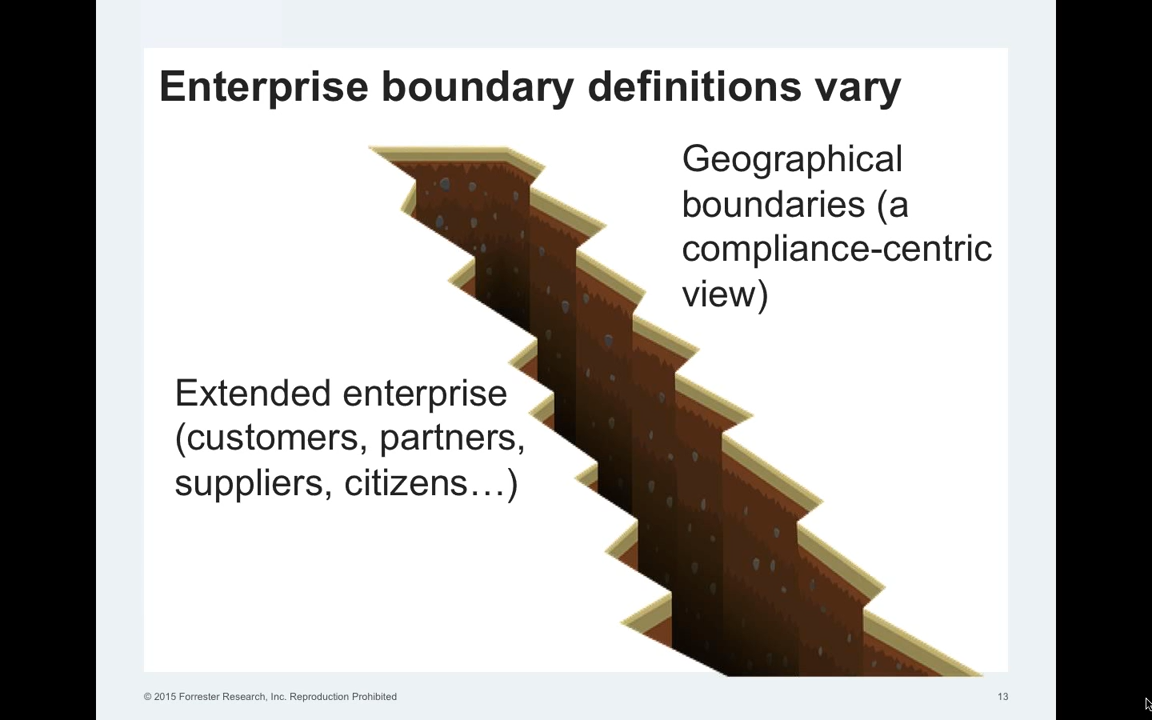 Enterprise boundary definitions vary
Geographical
boundaries (a
compliance-centric
view)
Extended enterprise
(customers, partners,
suppliers, citizens…)
© 2015 Forrester Research, Inc. Reproduction Prohibited
13